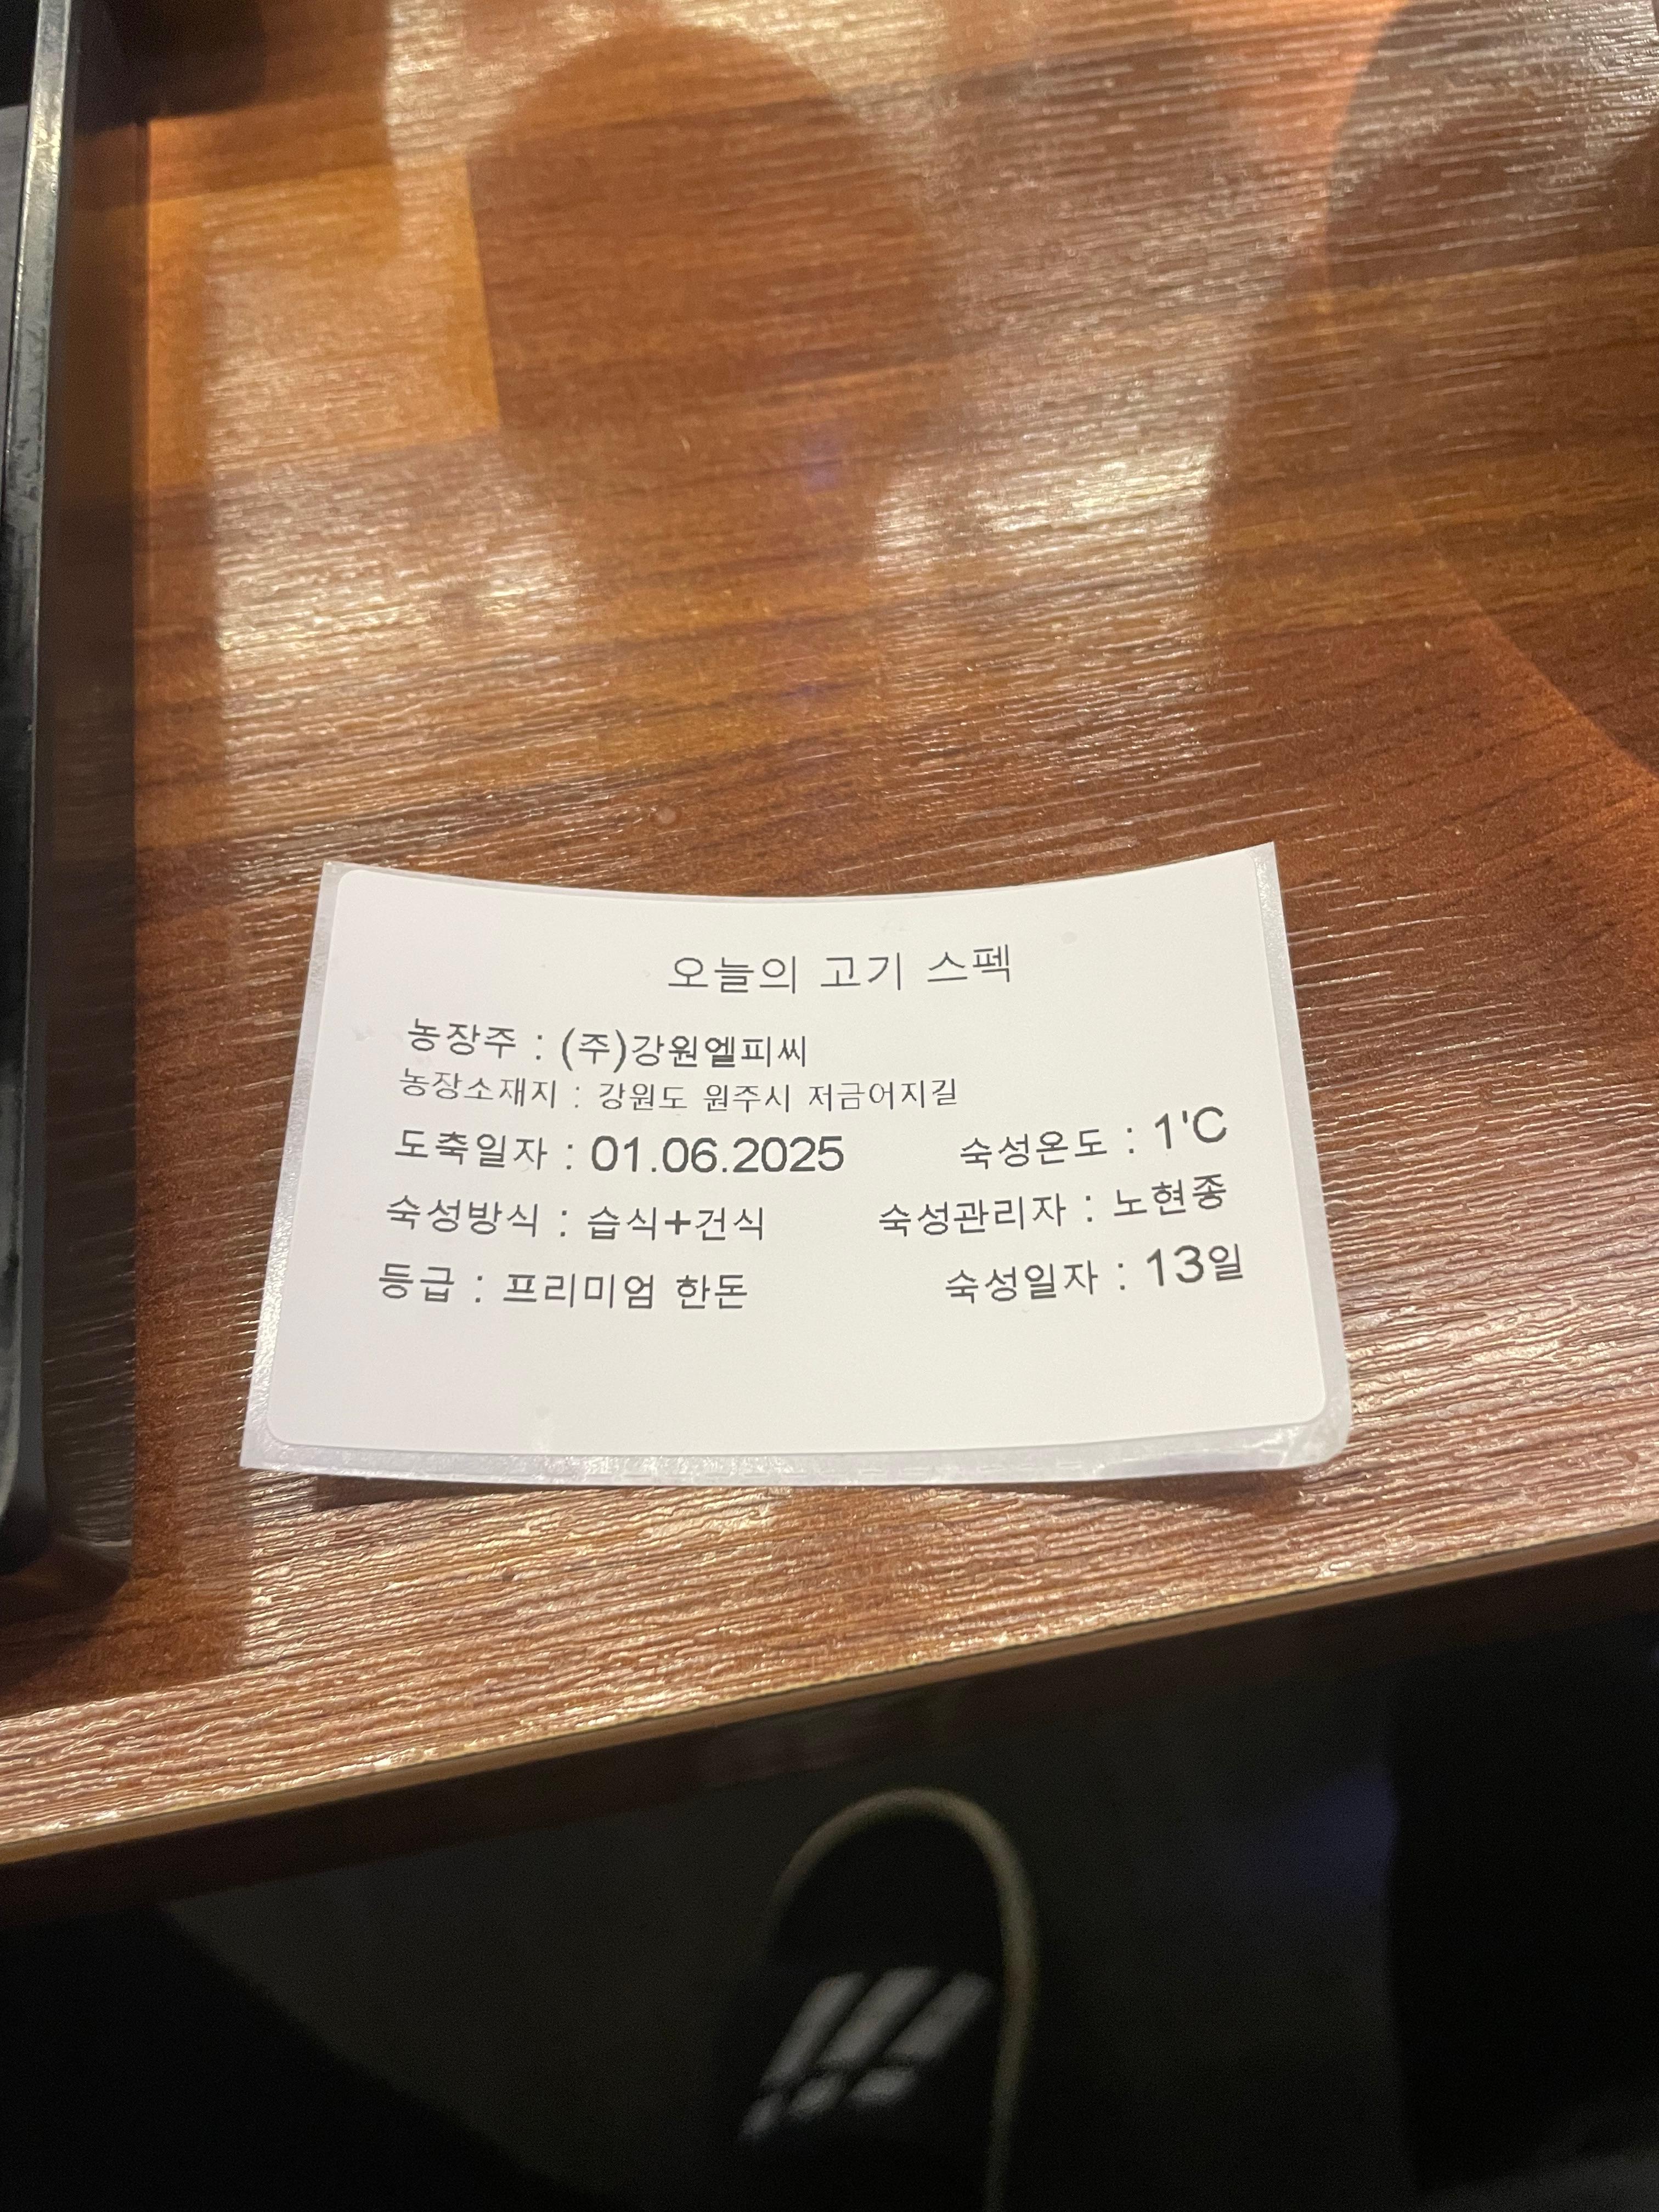 오늘의 고기 스펙
농장주 : (주)강원엘피씨
농장소재지 : 강원도 원주시 저금어지길
도축일자 : 01.06.2025 숙성온도 : 1'C
숙성방식 : 습식+건식 숙성관리자 : 노현종
등급 : 프리미엄 한돈 숙성일자 : 13일